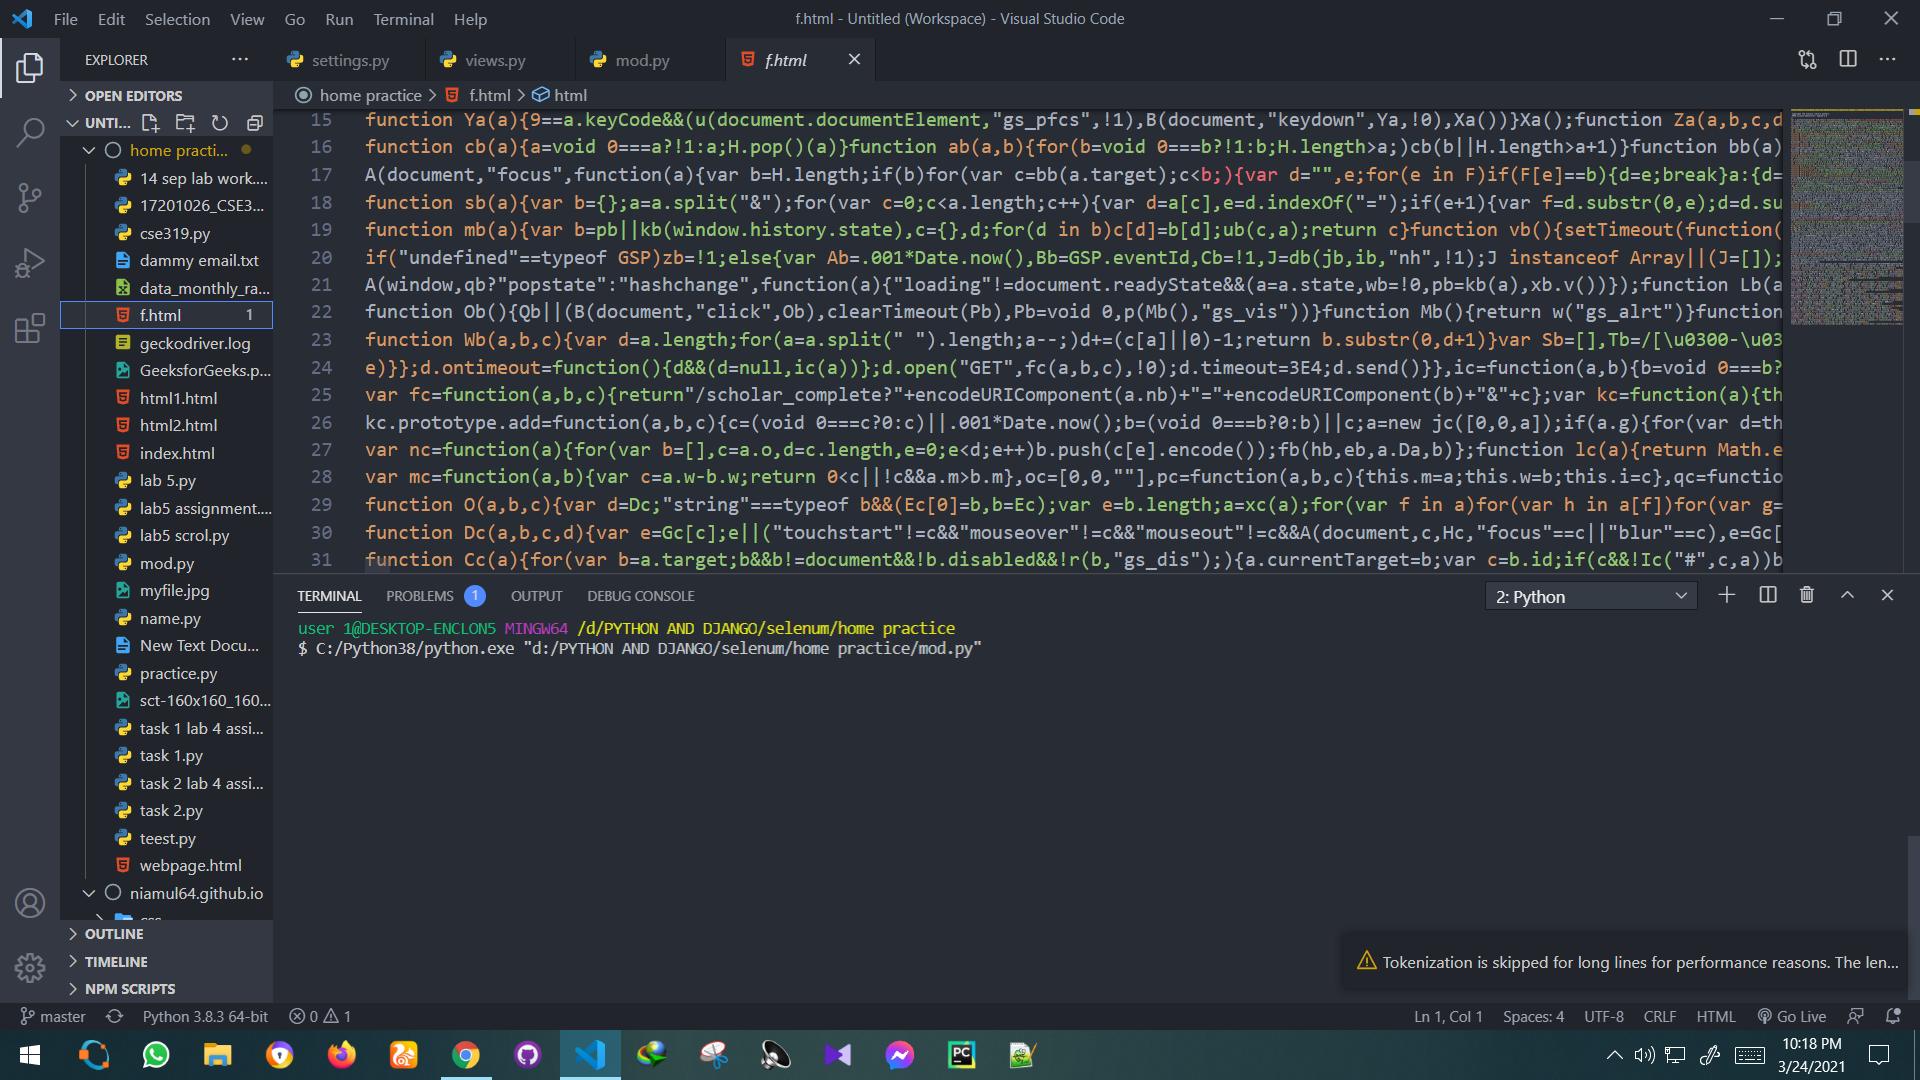 File Edit Selection View Go Run Terminal Help
f.html - Untitled (Workspace) - Visual Studio Code
EXPLORER
settings.py
views.py
mod.py
f.html
OPEN EDITORS
home practice > f.html > html
UNTI...
home practi...
14 sep lab work....
17201026_CSE3...
cse319.py
dammy email.txt
data_monthly_ra...
f.html 1
geckodriver.log
GeeksforGeeks.p...
html1.html
html2.html
index.html
lab 5.py
lab5 assignment....
lab5 scrol.py
mod.py
myfile.jpg
name.py
New Text Docu...
practice.py
sct-160x160_160...
task 1 lab 4 assi...
task 1.py
task 2 lab 4 assi...
task 2.py
teest.py
webpage.html
niamul64.github.io
css
OUTLINE
TIMELINE
NPM SCRIPTS
15 function Ya(a){9==a.keyCode&&(u(document.documentElement,"gs_pfcs",!1),B(document,"keydown",Ya,!0),Xa())}Xa();function Za(a,b,c,d
16 function cb(a){a=void 0===a?!1:a;H.pop()(a)}function ab(a,b){for(b=void 0===b?!1:b;H.length>a;)cb(b||H.length>a+1)}function bb(a)
17 A(document,"focus",function(a){var b=H.length;if(b)for(var c=bb(a.target);c<b;){var d="",e;for(e in F)if(F[e]==b){d=e;break}a:{d=
18 function sb(a){var b={};a=a.split("&");for(var c=0;c<a.length;c++){var d=a[c],e=d.indexOf("=");if(e+1){var f=d.substr(0,e);d=d.su
19 function mb(a){var b=pb||kb(window.history.state),c={},d;for(d in b)c[d]=b[d];ub(c,a);return c}function vb(){setTimeout(function(
20 if("undefined"==typeof GSP)zb=!1;else{var Ab=.001*Date.now(),Bb=GSP.eventId,Cb=!1,J=db(jb,ib,"nh",!1);J instanceof Array||(J=[]);
21 A(window,qb?"popstate":"hashchange",function(a){"loading"!=document.readyState&&(a=a.state,wb=!0,pb=kb(a),xb.v())});function Lb(a
22 function Ob(){Qb||(B(document,"click",Ob),clearTimeout(Pb),Pb=void 0,p(Mb(),"gs_vis"))}function Mb(){return w("gs_alrt")}function
23 function Wb(a,b,c){var d=a.length;for(a=a.split(" ").length;a--;)d+=(c[a]||0)-1;return b.substr(0,d+1)}var Sb=[],Tb=/[\u0300-\u03
24 e)}};d.ontimeout=function(){d&&(d=null,ic(a))};d.open("GET",fc(a,b,c),!0);d.timeout=3E4;d.send()}},ic=function(a,b){b=void 0===b?
25 var fc=function(a,b,c){return"/scholar_complete?"+encodeURIComponent(a.nb)+"="+encodeURIComponent(b)+"&"+c};var kc=function(a){th
26 kc.prototype.add=function(a,b,c){c=(void 0===c?0:c)||.001*Date.now();b=(void 0===b?0:b)||c;a=new jc([0,0,a]);if(a.g){for(var d=th
27 var nc=function(a){for(var b=[],c=a.o,d=c.length,e=0;e<d;e++)b.push(c[e].encode());fb(hb,eb,a.Da,b)};function lc(a){return Math.e
28 var mc=function(a,b){var c=a.w-b.w;return 0<c||!c&&a.m>b.m},oc=[0,0,""],pc=function(a,b,c){this.m=a;this.w=b;this.i=c},qc=functio
29 function O(a,b,c){var d=Dc;"string"===typeof b&&(Ec[0]=b,b=Ec);var e=b.length;a=xc(a);for(var f in a)for(var h in a[f])for(var g=
30 function Dc(a,b,c,d){var e=Gc[c];e||("touchstart"!=c&&"mouseover"!=c&&"mouseout"!=c&&A(document,c,Hc,"focus"==c||"blur"==c),e=Gc[
31 function Cc(a){for(var b=a.target;b&&b!=document&&!b.disabled&&!r(b,"gs_dis");){a.currentTarget=b;var c=b.id;if(c&&!Ic("#",c,a))b
TERMINAL PROBLEMS 1 OUTPUT DEBUG CONSOLE
2: Python
user 1@DESKTOP-ENCLON5 MINGW64 /d/PYTHON AND DJANGO/selenum/home practice
$ C:/Python38/python.exe "d:/PYTHON AND DJANGO/selenum/home practice/mod.py"
Tokenization is skipped for long lines for performance reasons. The len...
master Python 3.8.3 64-bit 0 1
Ln 1, Col 1 Spaces: 4 UTF-8 CRLF HTML Go Live
PC
10:18 PM
3/24/2021